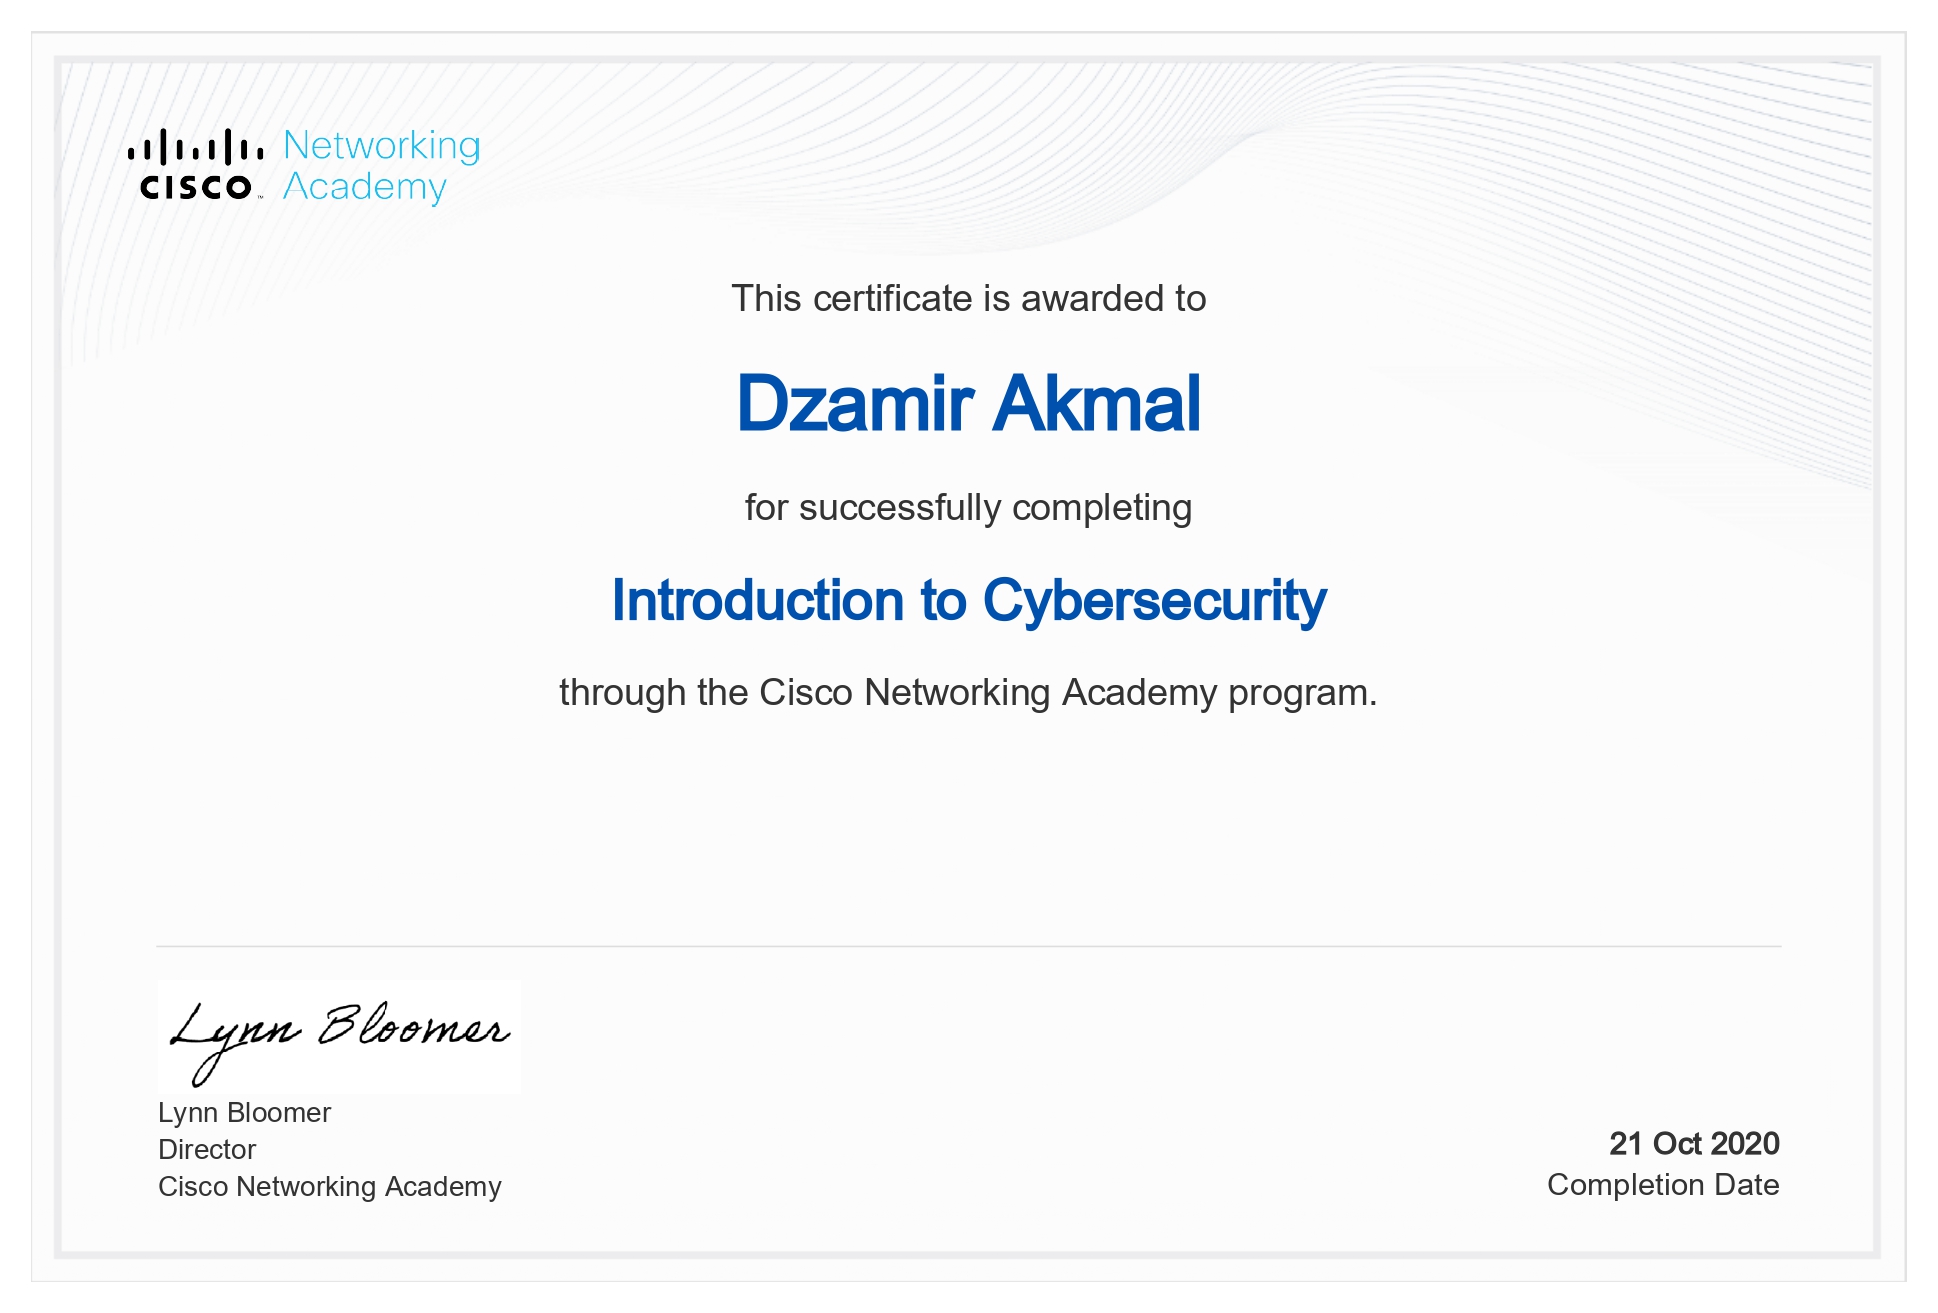 Networking
CISCO™ Academy
This certificate is awarded to
Dzamir Akmal
for successfully completing
Introduction to Cybersecurity
through the Cisco Networking Academy program.
Lynn Bloomer
Lynn Bloomer
Director
Cisco Networking Academy
21 Oct 2020
Completion Date